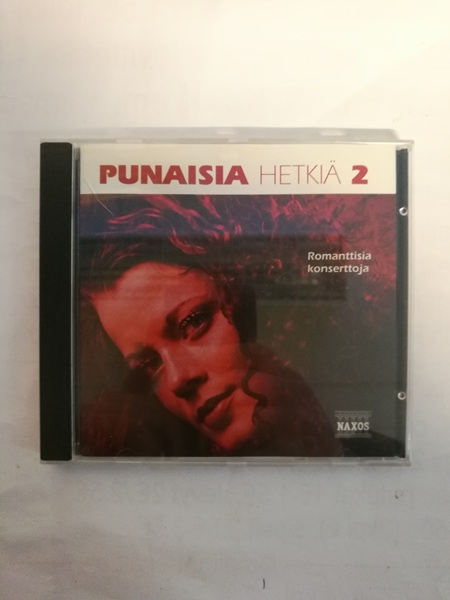 PUNAISIA HETKIÄ 2
Romanttisia
konserttoja
NAXOS